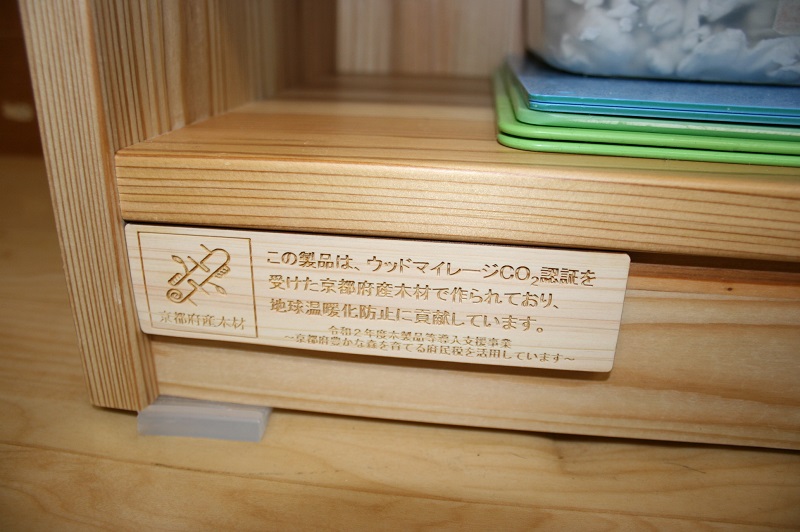 この製品は、ウッドマイレージCO₂認証を
受けた京都府産木材で作られており、
地球温暖化防止に貢献しています。
京都府産木材
令和2年度木製品等導入支援事業
~京都府豊かな森を育てる府民税を活用しています~